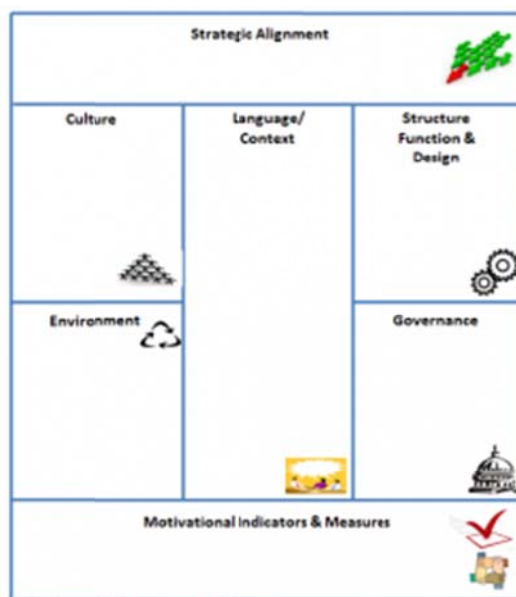 Strategic Alignment
Culture
Language/
Context
Structure
Function &
Design
Environment
Governance
Motivational Indicators & Measures